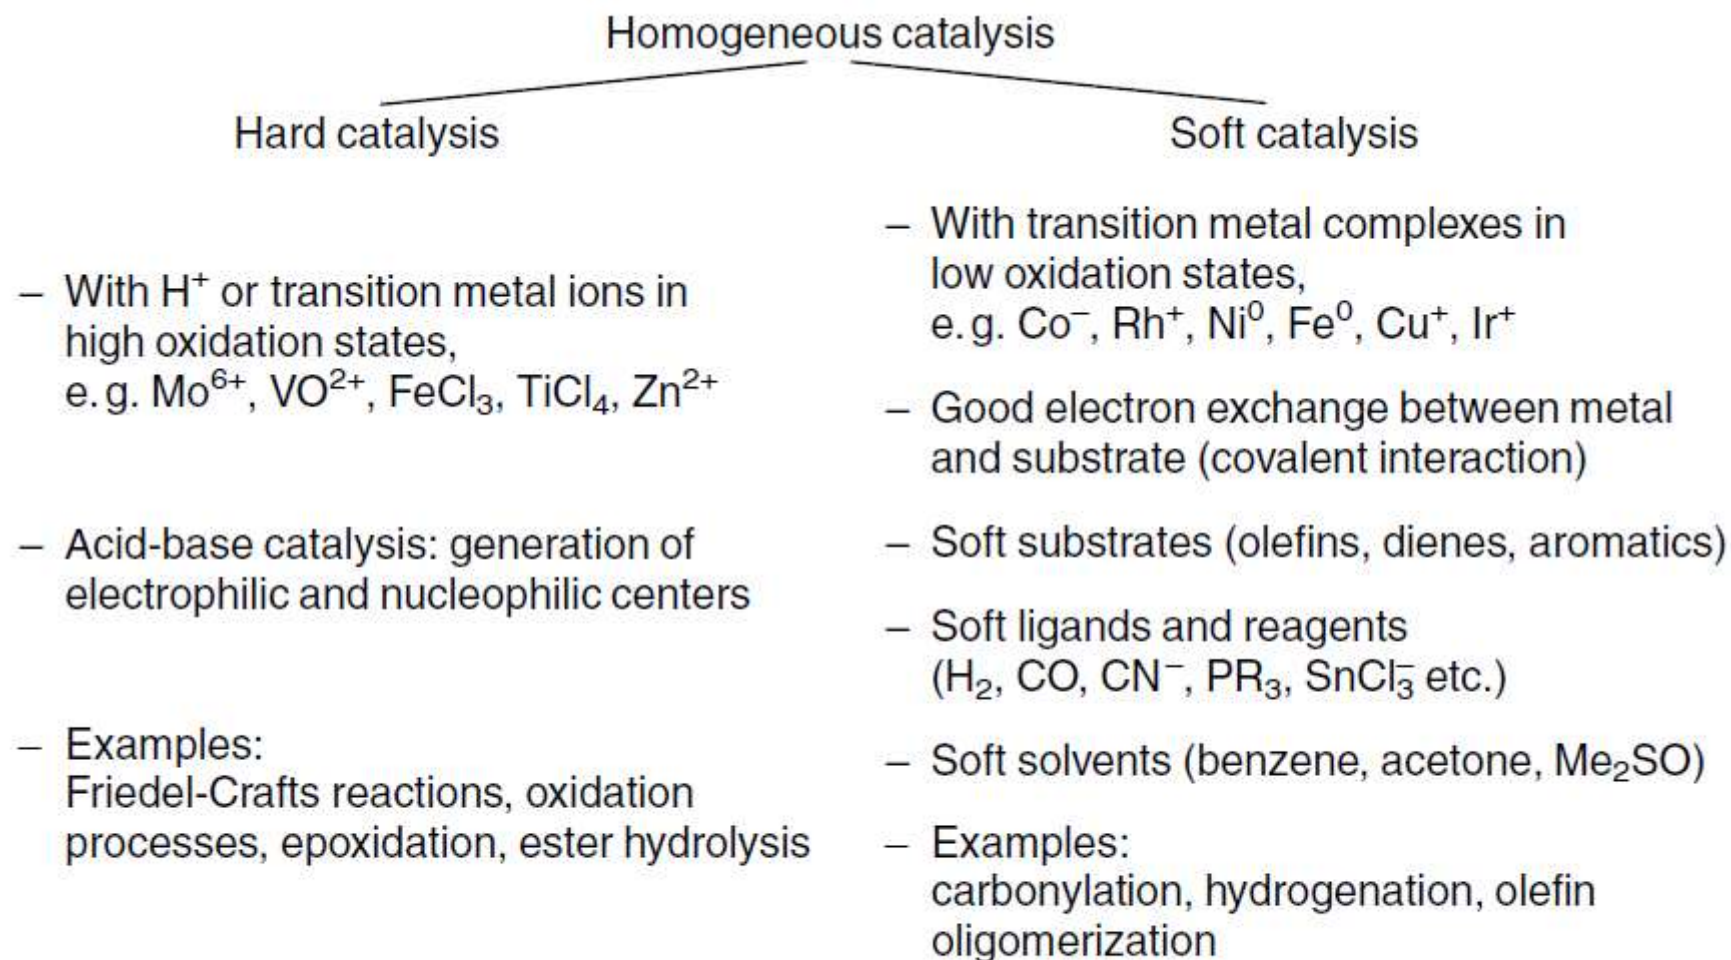 Homogeneous catalysis
Hard catalysis
– With H⁺ or transition metal ions in
high oxidation states,
e. g. Mo⁶⁺, VO²⁺, FeCl₃, TiCl₄, Zn²⁺
– Acid-base catalysis: generation of
electrophilic and nucleophilic centers
– Examples:
Friedel-Crafts reactions, oxidation
processes, epoxidation, ester hydrolysis
Soft catalysis
– With transition metal complexes in
low oxidation states,
e. g. Co⁻, Rh⁺, Ni⁰, Fe⁰, Cu⁺, Ir⁺
– Good electron exchange between metal
and substrate (covalent interaction)
– Soft substrates (olefins, dienes, aromatics)
– Soft ligands and reagents
(H₂, CO, CN⁻, PR₃, SnCl₃⁻ etc.)
– Soft solvents (benzene, acetone, Me₂SO)
– Examples:
carbonylation, hydrogenation, olefin
oligomerization